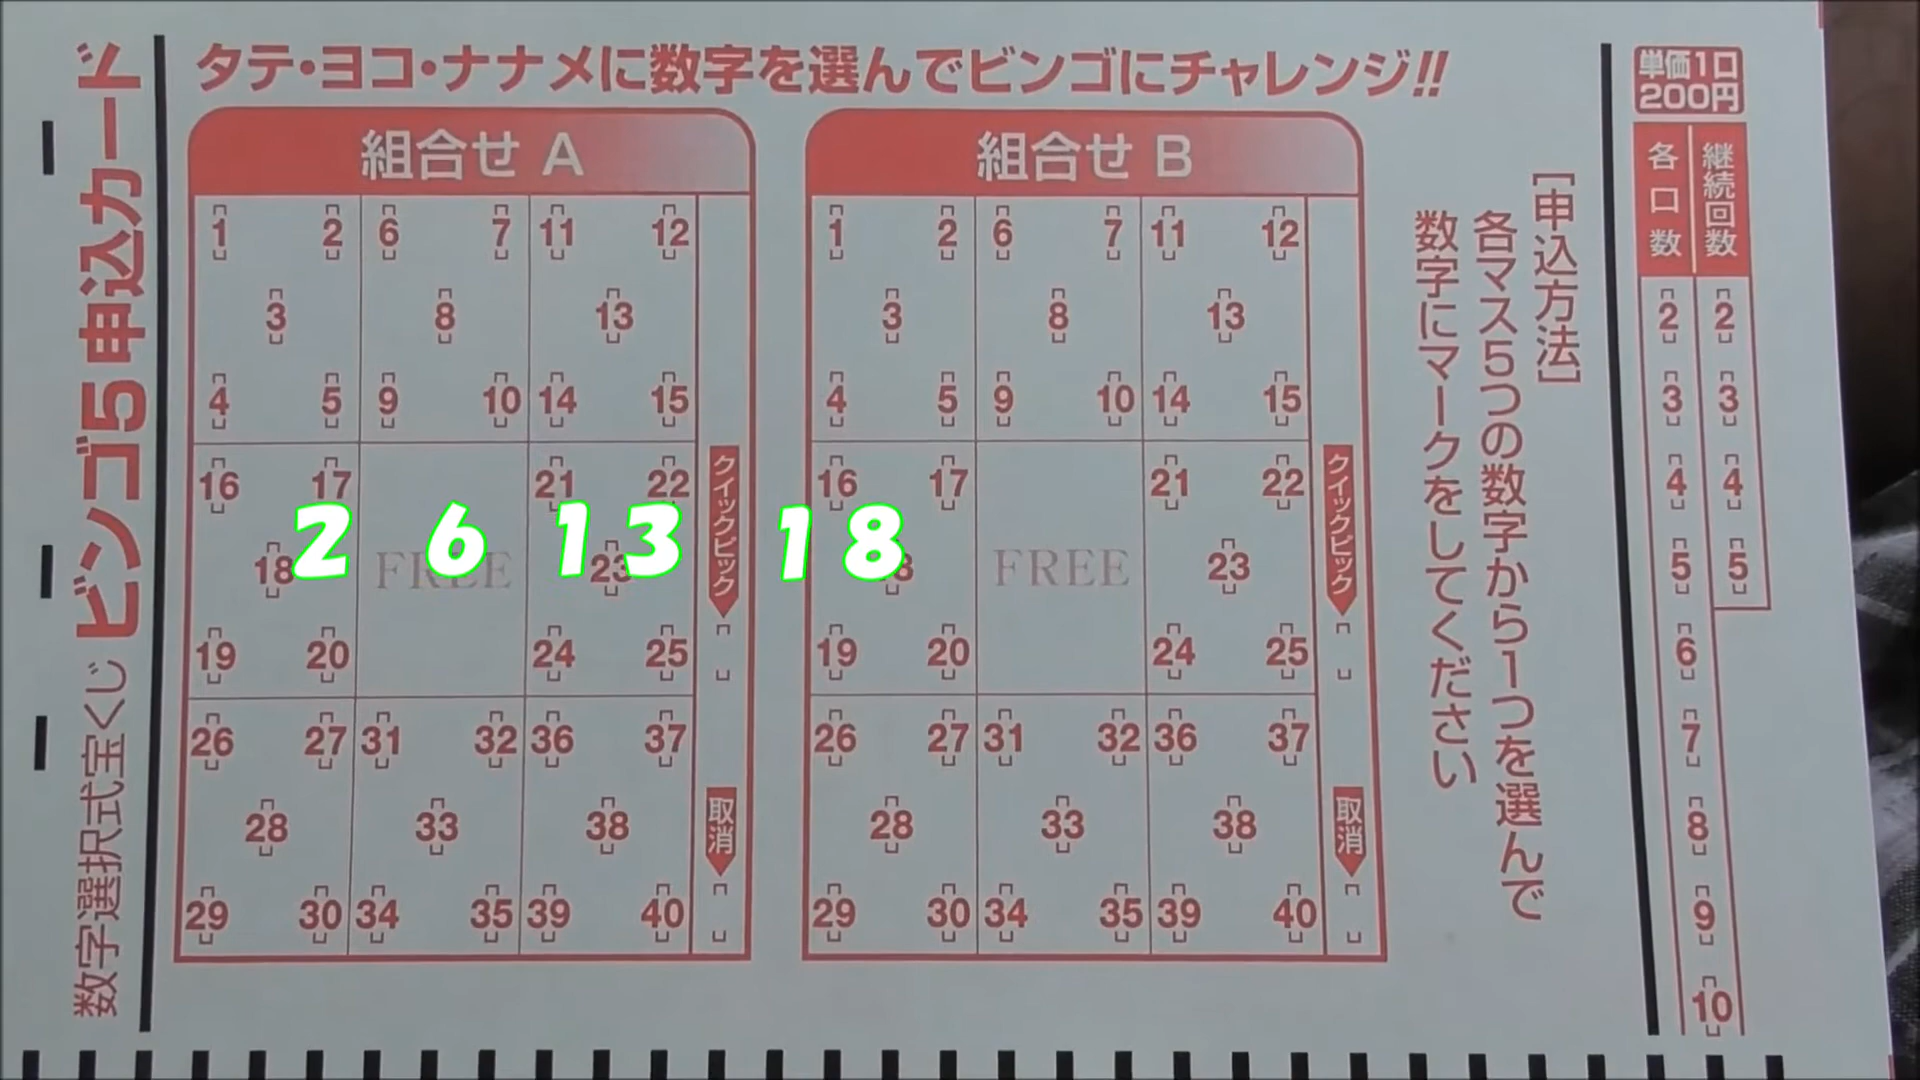 タテ・ヨコ・ナナメに数字を選んでビンゴにチャレンジ!!
数字選択式宝くじ ビンゴ5申込カード
組合せ A
1 2 6 7 11 12
3 8 13
4 5 9 10 14 15
16 17 21 22
18 FREE 23
19 20 24 25
26 27 31 32 36 37
28 33 38
29 30 34 35 39 40
クイックピック
取消
組合せ B
1 2 6 7 11 12
3 8 13
4 5 9 10 14 15
16 17 21 22
18 FREE 23
19 20 24 25
26 27 31 32 36 37
28 33 38
29 30 34 35 39 40
クイックピック
取消
2 6 13 18
[申込方法]
各マス5つの数字から1つを選んで
数字にマークをしてください
単価1口
200円
各口数
2
3
4
5
6
7
8
9
10
継続回数
2
3
4
5